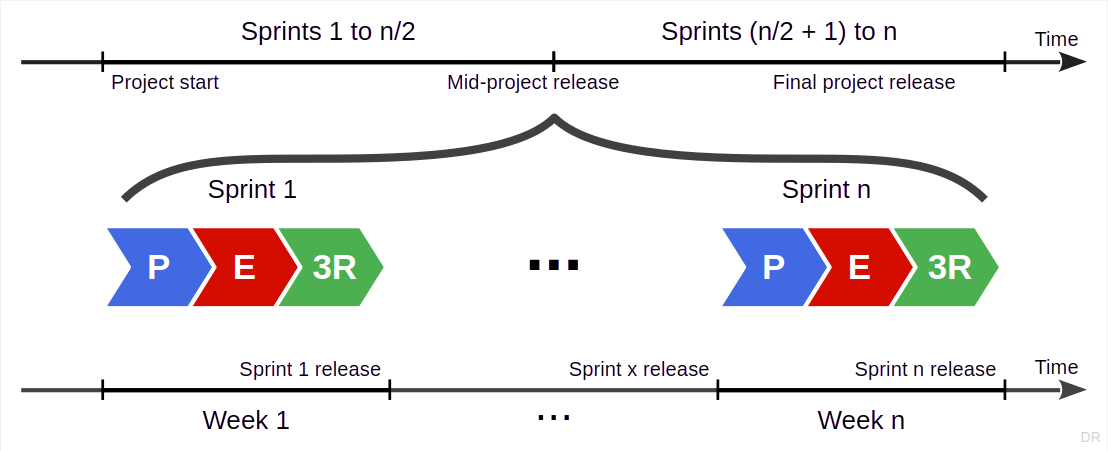 Sprints 1 to n/2
Sprints (n/2 + 1) to n
Time
Project start
Mid-project release
Final project release
Sprint 1
Sprint n
P
E
3R
...
P
E
3R
Sprint 1 release
Sprint x release
Sprint n release
Time
Week 1
...
Week n
DR